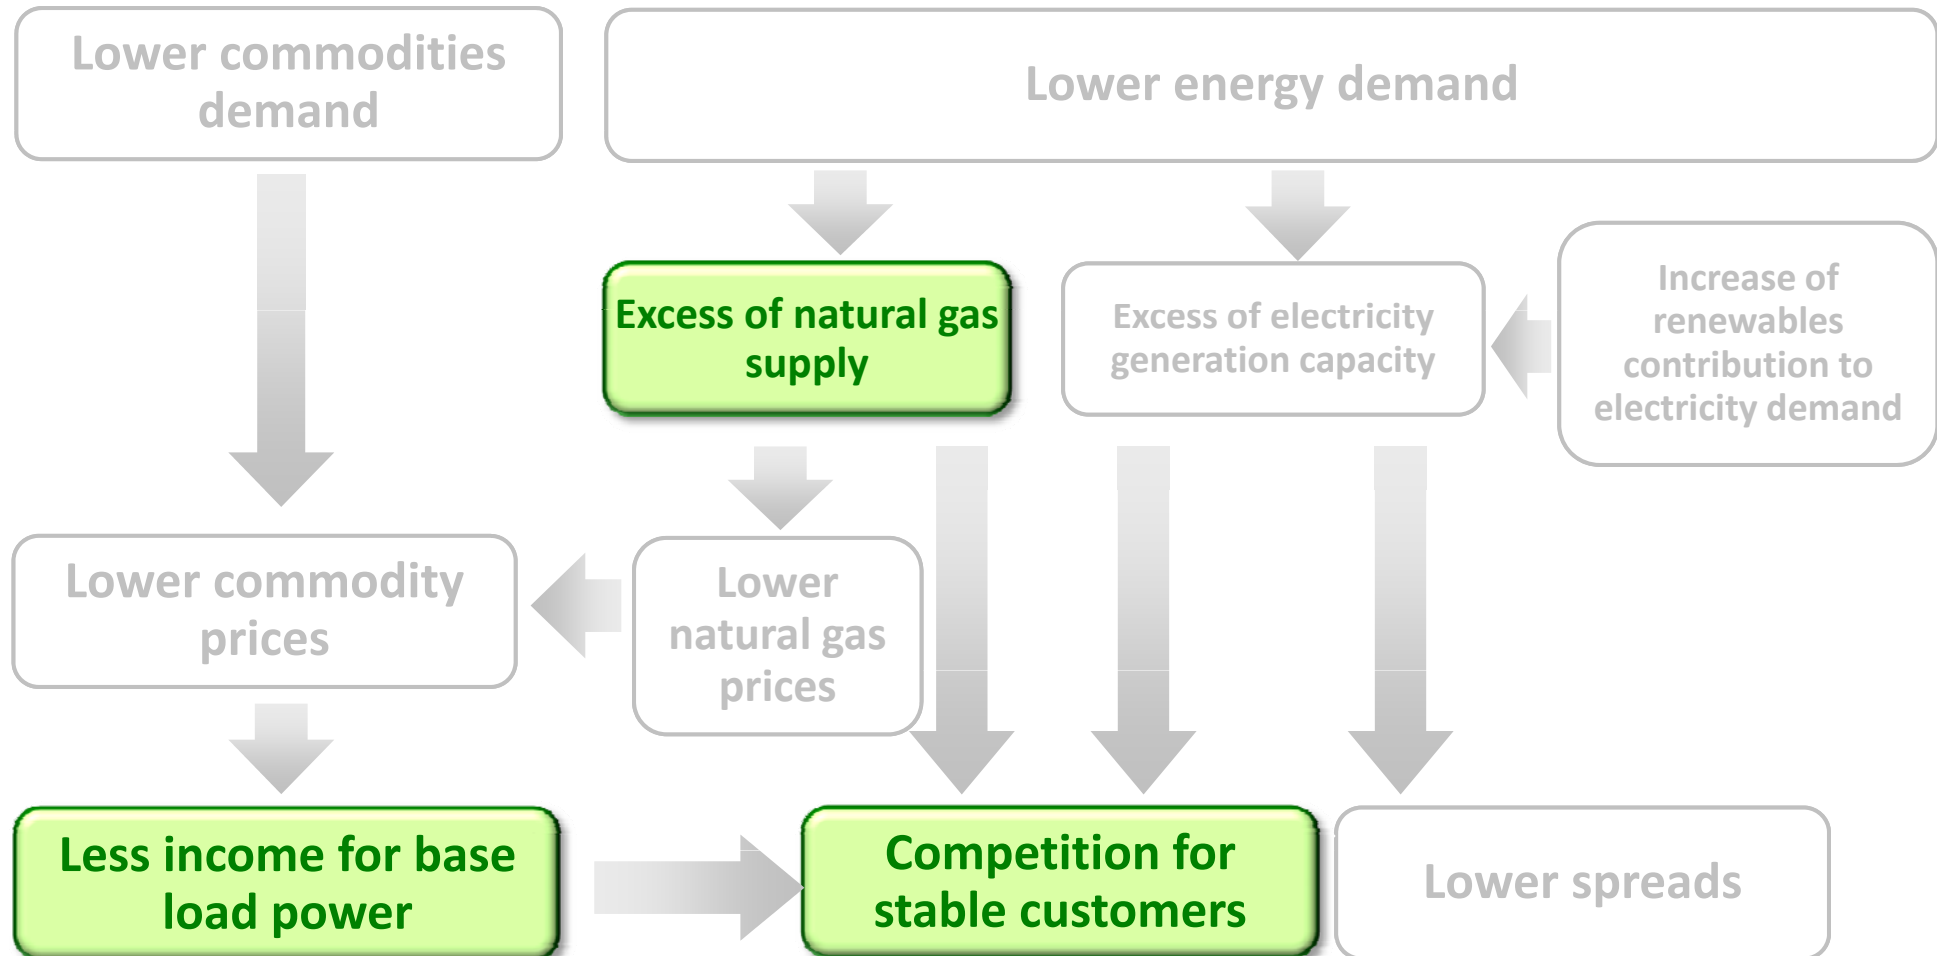 Lower commodities
demand
Lower energy demand
Excess of natural gas
supply
Excess of electricity
generation capacity
Increase of
renewables
contribution to
electricity demand
Lower commodity
prices
Lower
natural gas
prices
Less income for base
load power
Competition for
stable customers
Lower spreads